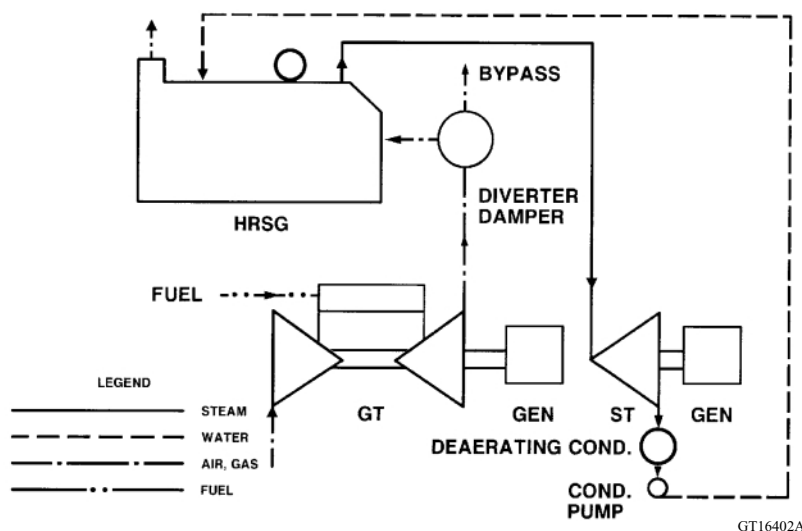 BYPASS
DIVERTER
DAMPER
HRSG
FUEL
LEGEND
STEAM
WATER
AIR, GAS
FUEL
GT
GEN
ST
GEN
DEAERATING COND.
COND.
PUMP
GT16402A